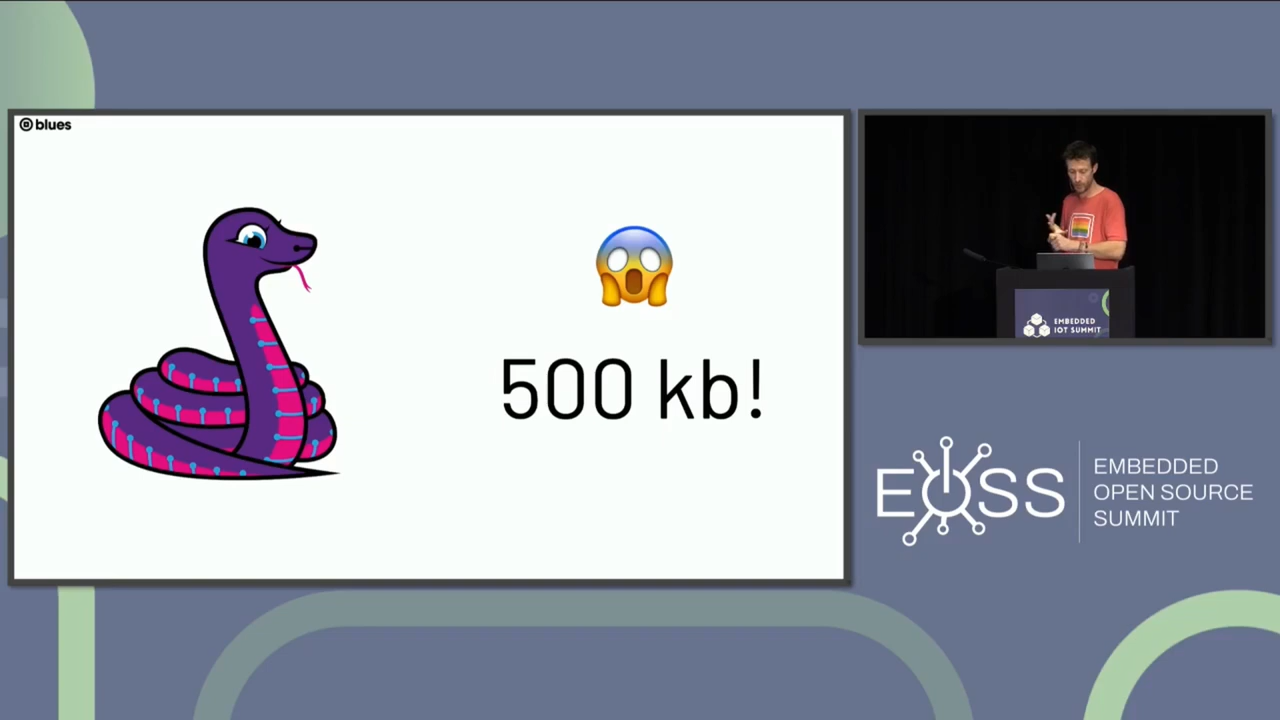 blues
500 kb!
EMBEDDED
IOT SUMMIT
EOSS
EMBEDDED
OPEN SOURCE
SUMMIT